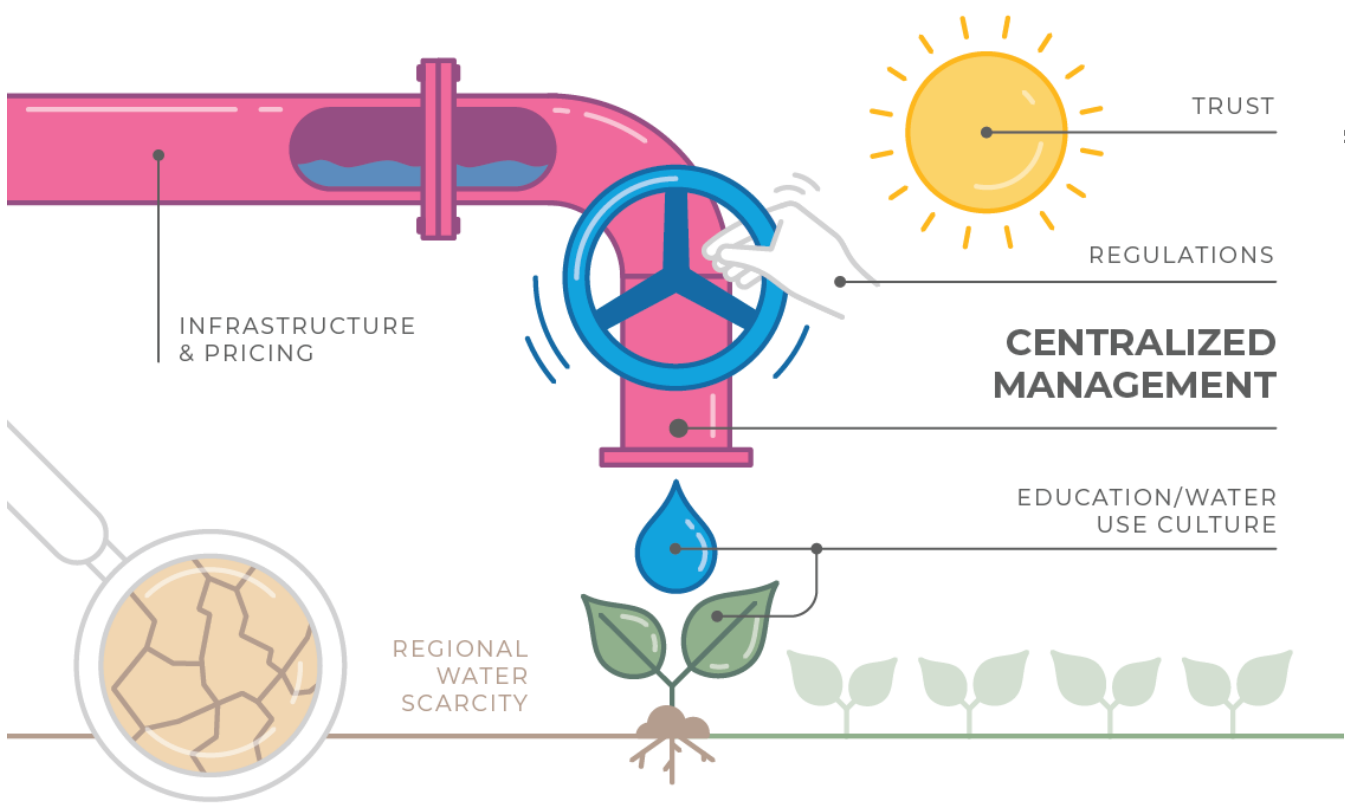 TRUST
REGULATIONS
INFRASTRUCTURE
& PRICING
CENTRALIZED
MANAGEMENT
EDUCATION/WATER
USE CULTURE
REGIONAL
WATER
SCARCITY